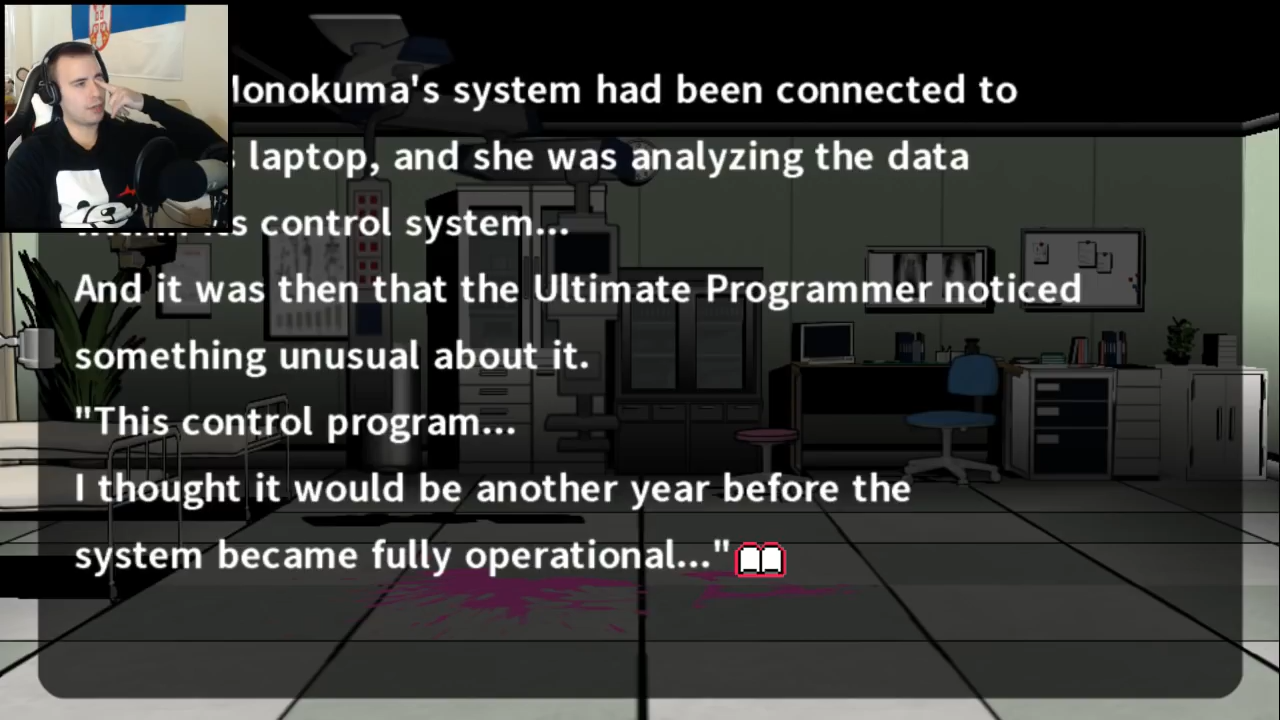 system had been connected to
laptop, and she was analyzing the data
control system...
And it was then that the Ultimate Programmer noticed
something unusual about it.
"This control program...
I thought it would be another year before the
system became fully operational..."